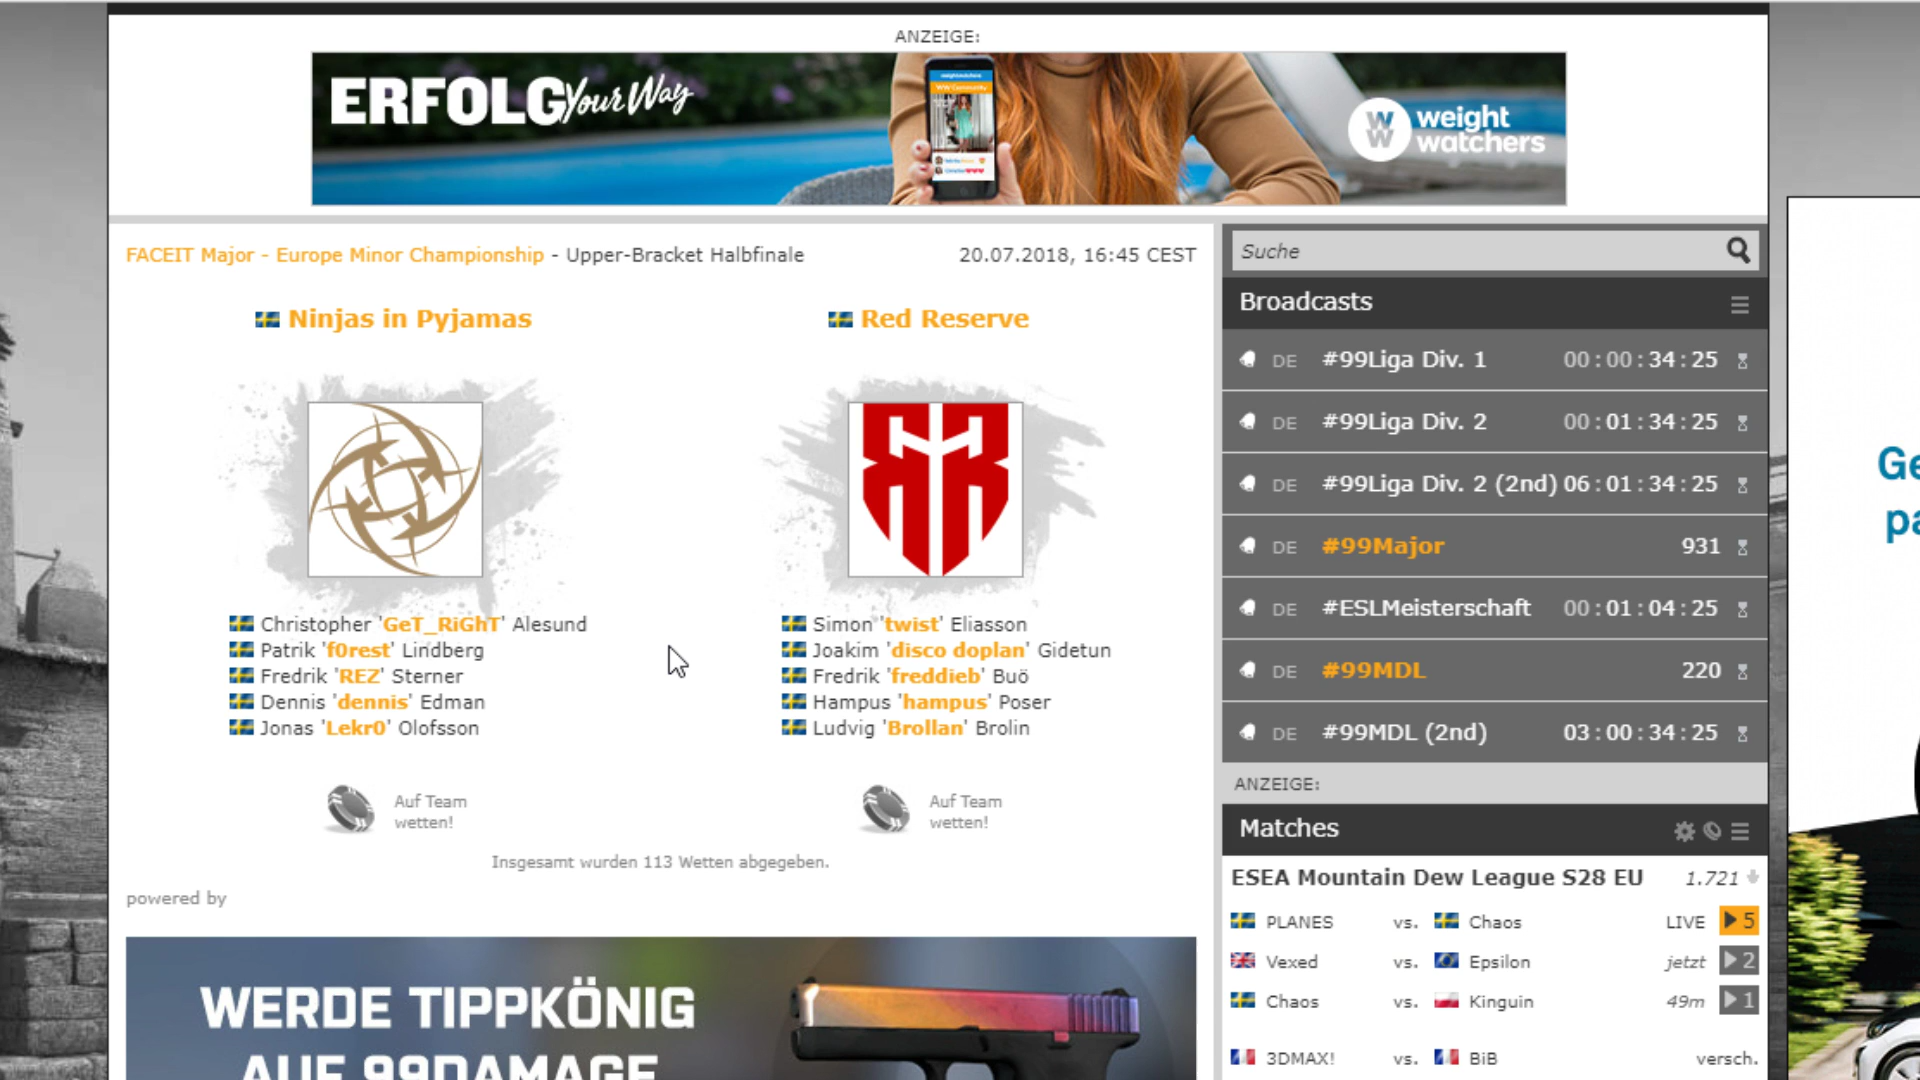 ANZEIGE:
ERFOLG Your Way
weight watchers
FACEIT Major - Europe Minor Championship - Upper-Bracket Halbfinale
20.07.2018, 16:45 CEST
Ninjas in Pyjamas
Red Reserve
Christopher 'GeT_RiGhT' Alesund
Patrik 'f0rest' Lindberg
Fredrik 'REZ' Sterner
Dennis 'dennis' Edman
Jonas 'Lekr0' Olofsson
Simon 'twist' Eliasson
Joakim 'disco doplan' Gidetun
Fredrik 'freddieb' Buö
Hampus 'hampus' Poser
Ludvig 'Brollan' Brolin
Auf Team
wetten!
Auf Team
wetten!
Insgesamt wurden 113 Wetten abgegeben.
powered by
WERDE TIPPKÖNIG
AUF 99DAMAGE
Suche
Broadcasts
DE #99Liga Div. 1 00:00:34:25
DE #99Liga Div. 2 00:01:34:25
DE #99Liga Div. 2 (2nd) 06:01:34:25
DE #99Major 931
DE #ESLMeisterschaft 00:01:04:25
DE #99MDL 220
DE #99MDL (2nd) 03:00:34:25
ANZEIGE:
Matches
ESEA Mountain Dew League S28 EU 1.721
PLANES vs. Chaos LIVE 5
Vexed vs. Epsilon jetzt 2
Chaos vs. Kinguin 49m 1
3DMAX! vs. BiB versch.